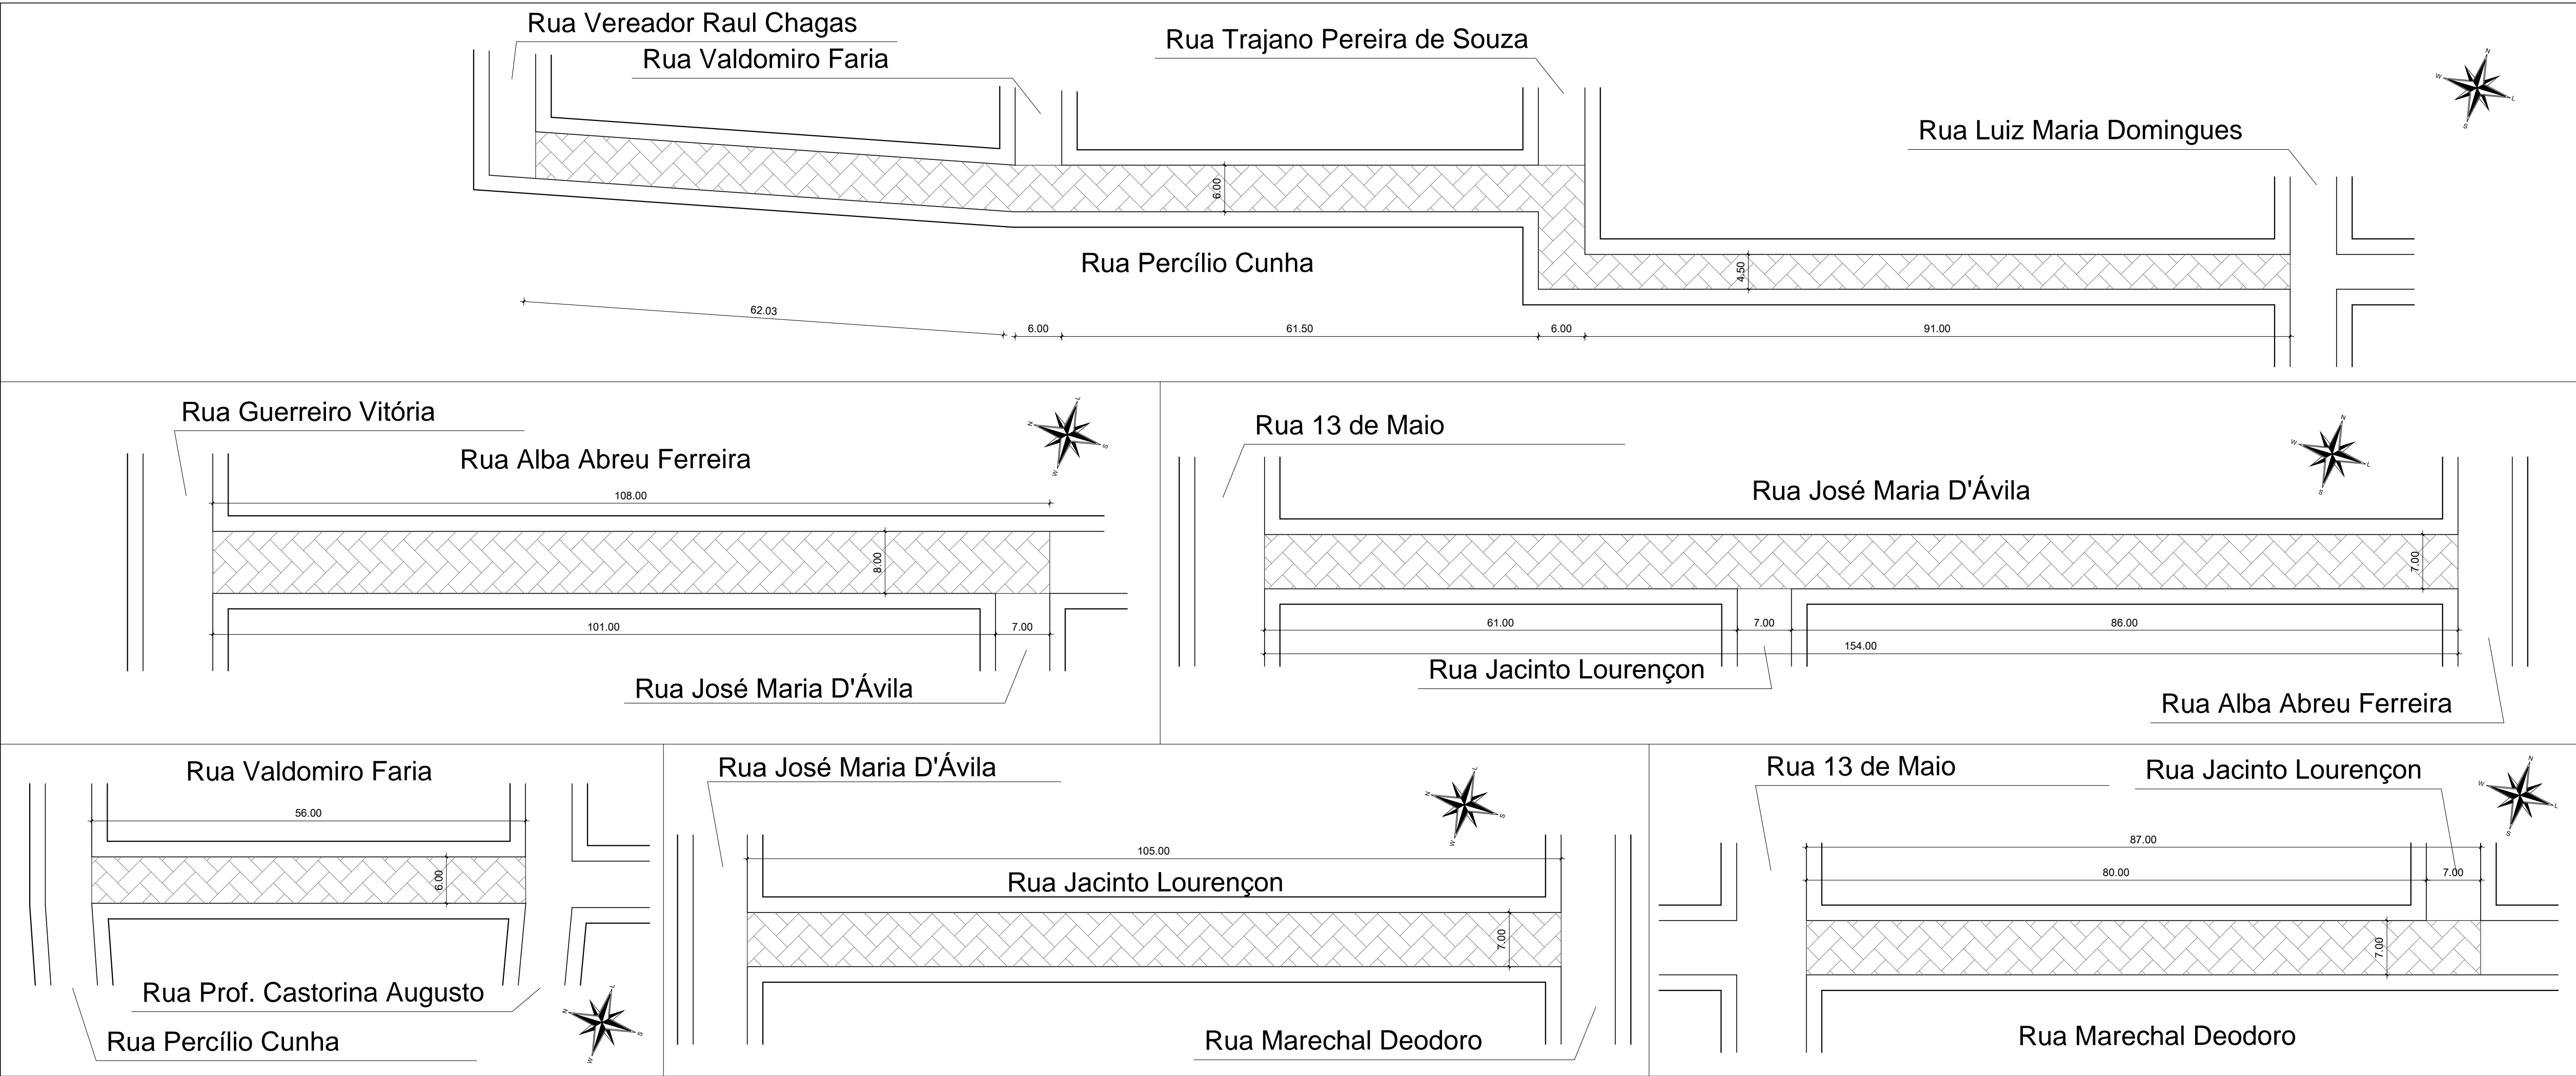 Rua Vereador Raul Chagas
Rua Valdomiro Faria
Rua Trajano Pereira de Souza
Rua Luiz Maria Domingues
N
W
L
S
6.00
4.50
Rua Percílio Cunha
62.03
6.00
61.50
6.00
91.00
Rua Guerreiro Vitória
Rua Alba Abreu Ferreira
N
L
S
W
108.00
8.00
101.00
7.00
Rua José Maria D'Ávila
Rua 13 de Maio
Rua José Maria D'Ávila
N
W
L
S
7.00
61.00
7.00
86.00
154.00
Rua Jacinto Lourençon
Rua Alba Abreu Ferreira
Rua Valdomiro Faria
56.00
6.00
Rua Prof. Castorina Augusto
Rua Percílio Cunha
N
L
S
W
Rua José Maria D'Ávila
N
L
S
W
105.00
Rua Jacinto Lourençon
7.00
Rua Marechal Deodoro
Rua 13 de Maio
Rua Jacinto Lourençon
N
W
L
S
87.00
80.00
7.00
7.00
Rua Marechal Deodoro